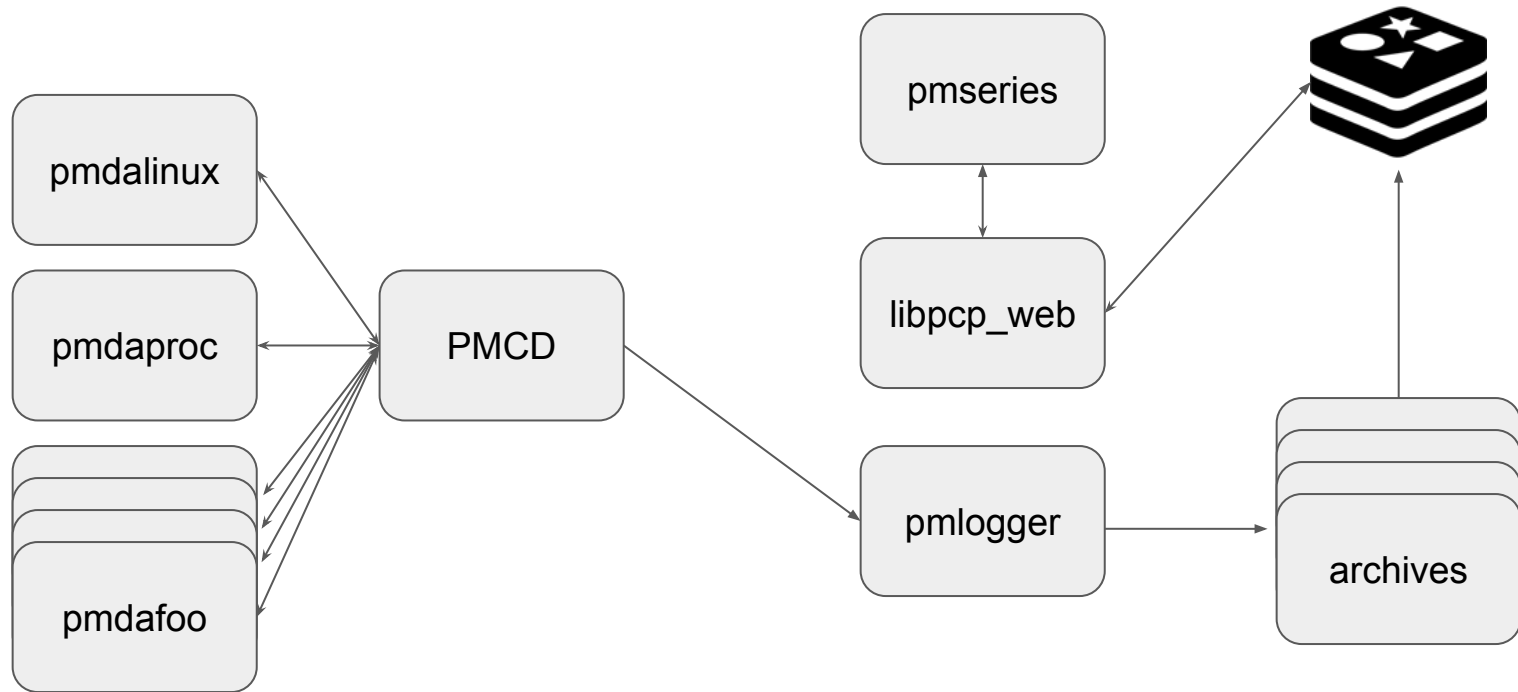 pmseries
pmdalinux
libpcp_web
pmdaproc
PMCD
pmlogger
archives
pmdafoo